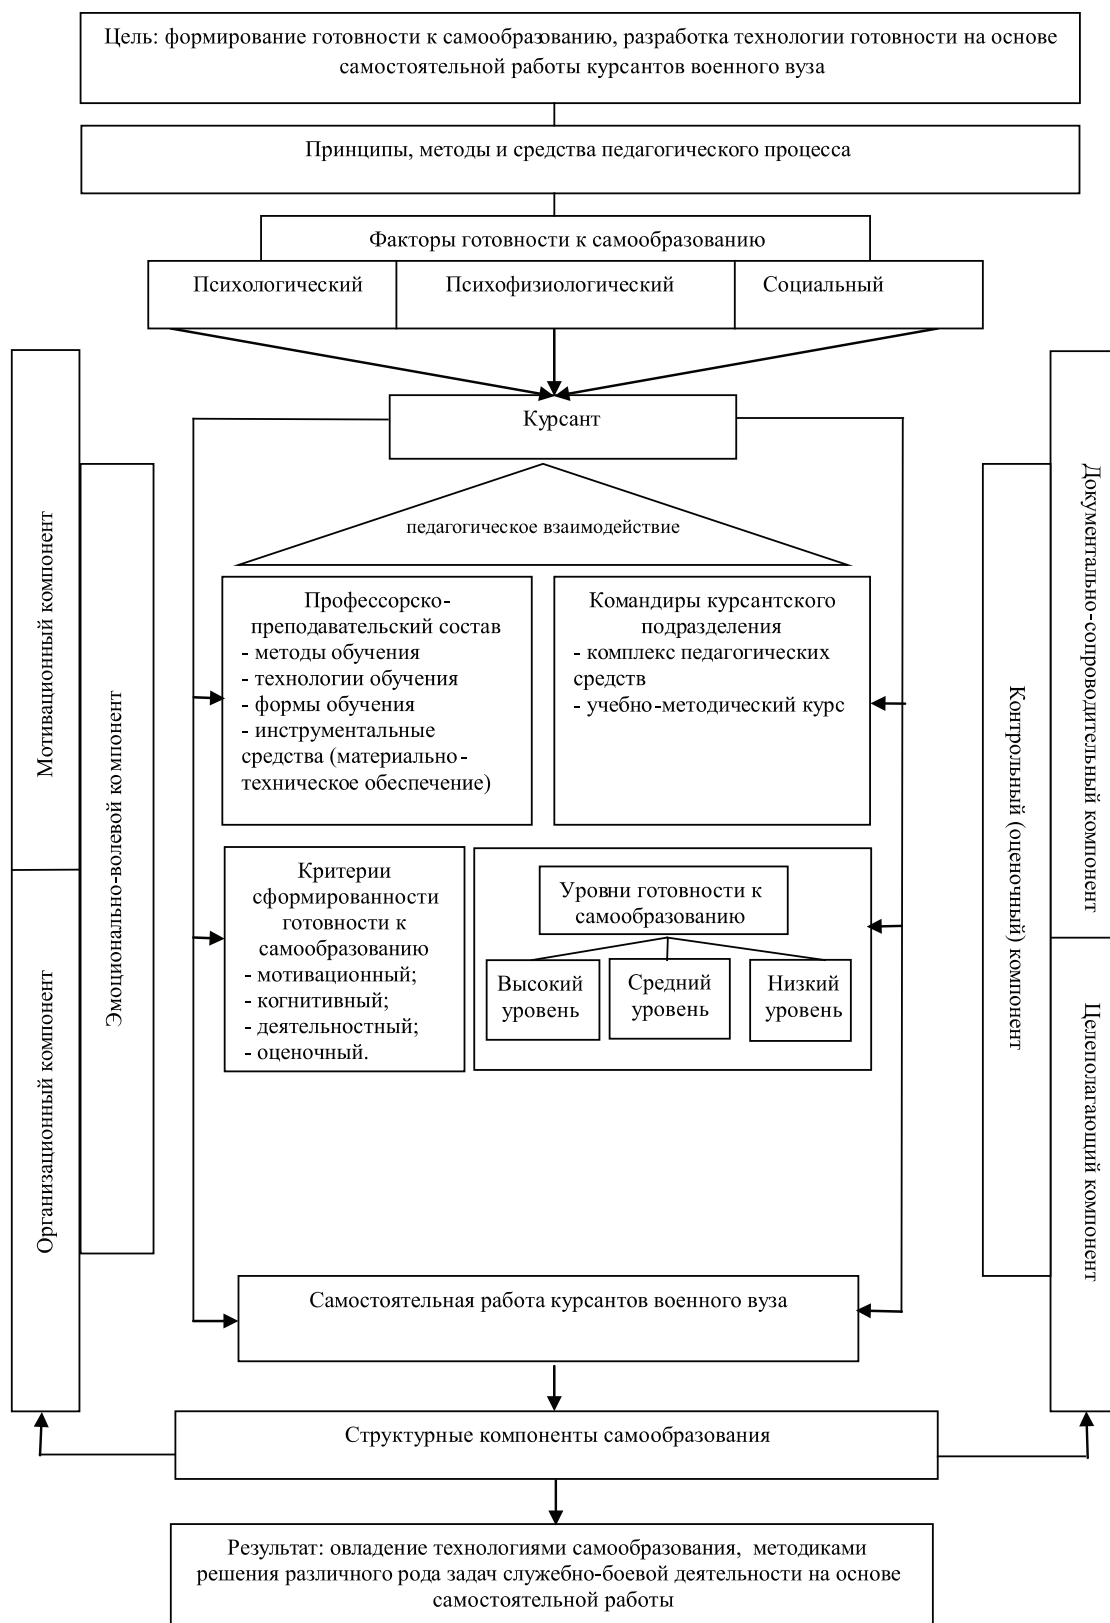 Цель: формирование готовности к самообразованию, разработка технологии готовности на основе
самостоятельной работы курсантов военного вуза
Принципы, методы и средства педагогического процесса
Факторы готовности к самообразованию
Психологический
Психофизиологический
Социальный
Курсант
педагогическое взаимодействие
Мотивационный компонент
Организационный компонент
Эмоционально-волевой компонент
Профессорско-
преподавательский состав
- методы обучения
- технологии обучения
- формы обучения
- инструментальные
средства (материально-
техническое обеспечение)
Командиры курсантского
подразделения
- комплекс педагогических
средств
- учебно-методический курс
Критерии
сформированности
готовности к
самообразованию
- мотивационный;
- когнитивный;
- деятельностный;
- оценочный.
Уровни готовности к
самообразованию
Высокий
уровень
Средний
уровень
Низкий
уровень
Контрольный (оценочный) компонент
Документально-сопроводительный компонент
Целеполагающий компонент
Самостоятельная работа курсантов военного вуза
Структурные компоненты самообразования
Результат: овладение технологиями самообразования, методиками
решения различного рода задач служебно-боевой деятельности на основе
самостоятельной работы